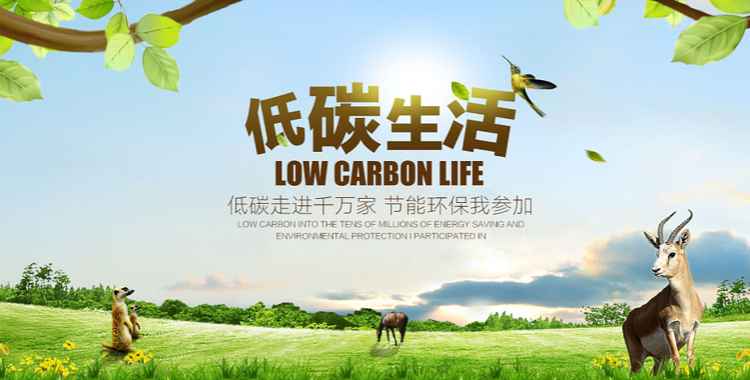 低碳生活
LOW CARBON LIFE
低碳走进千万家 节能环保我参加
LOW CARBON INTO THE TENS OF MILLIONS OF ENERGY SAVING AND
ENVIRONMENTAL PROTECTION I PARTICIPATED IN